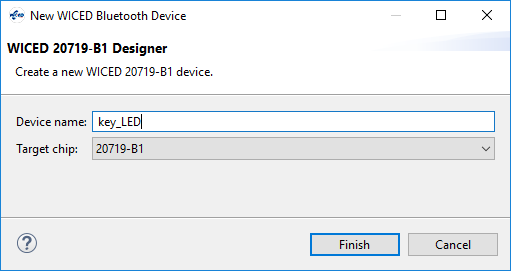 New WICED Bluetooth Device
WICED 20719-B1 Designer
Create a new WICED 20719-B1 device.
Device name: key_LED
Target chip: 20719-B1
? Finish Cancel